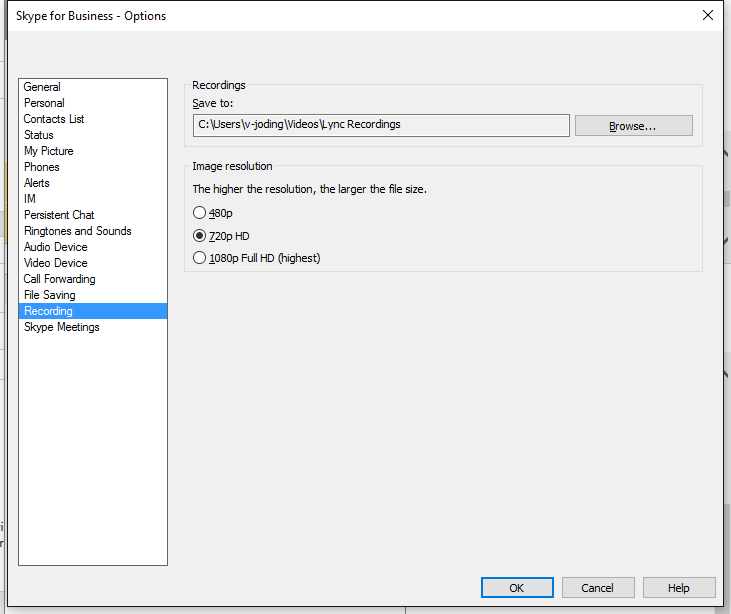 Skype for Business - Options
General
Personal
Contacts List
Status
My Picture
Phones
Alerts
IM
Persistent Chat
Ringtones and Sounds
Audio Device
Video Device
Call Forwarding
File Saving
Recording
Skype Meetings
Recordings
Save to:
C:\Users\v-joding\Videos\Lync Recordings
Browse...
Image resolution
The higher the resolution, the larger the file size.
480p
720p HD
1080p Full HD (highest)
OK
Cancel
Help